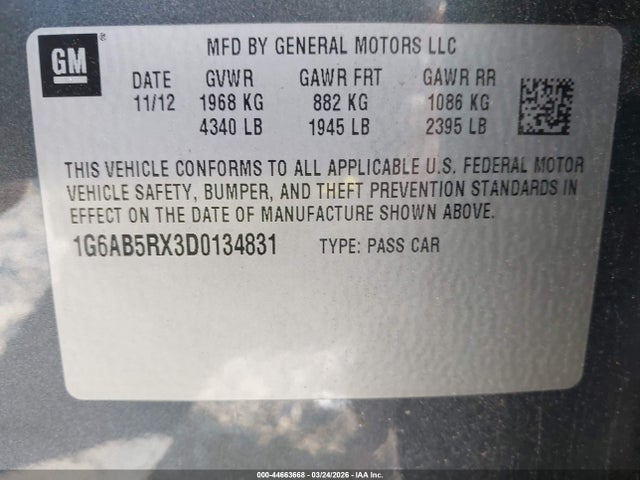 GM®
MFD BY GENERAL MOTORS LLC
DATE GVWR GAWR FRT GAWR RR
11/12 1968 KG 882 KG 1086 KG
4340 LB 1945 LB 2395 LB
THIS VEHICLE CONFORMS TO ALL APPLICABLE U.S. FEDERAL MOTOR
VEHICLE SAFETY, BUMPER, AND THEFT PREVENTION STANDARDS IN
EFFECT ON THE DATE OF MANUFACTURE SHOWN ABOVE.
1G6AB5RX3D0134831 TYPE: PASS CAR
000-44663668 - 03/24/2026 - IAA Inc.